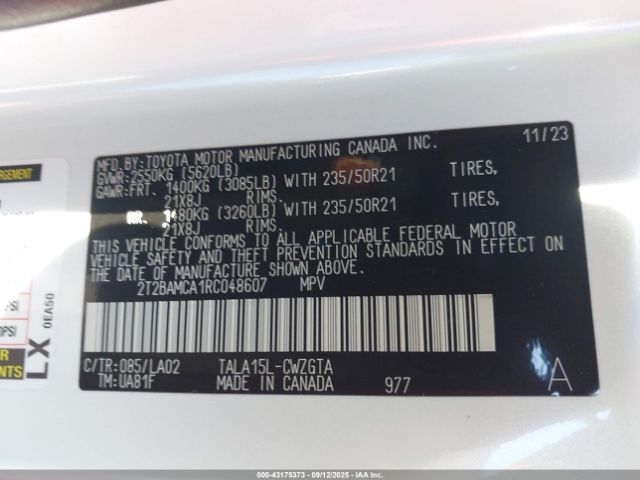 MFD. BY:TOYOTA MOTOR MANUFACTURING CANADA INC. 11/23
GVWR:2550KG (5620LB)
GAWR:FRT. 1400KG (3085LB) WITH 235/50R21 TIRES,
21X8J RIMS.
RR. 1480KG (3260LB) WITH 235/50R21 TIRES,
21X8J RIMS.
THIS VEHICLE CONFORMS TO ALL APPLICABLE FEDERAL MOTOR
VEHICLE SAFETY AND THEFT PREVENTION STANDARDS IN EFFECT ON
THE DATE OF MANUFACTURE SHOWN ABOVE.
2T2BAMCA1RC048607 MPV
C/TR:085/LA02 TALA15L-CWZGTA
TM:UA81F MADE IN CANADA 977 A
LX 0EA50
000-43175373 - 09/12/2025 - IAAI.COM